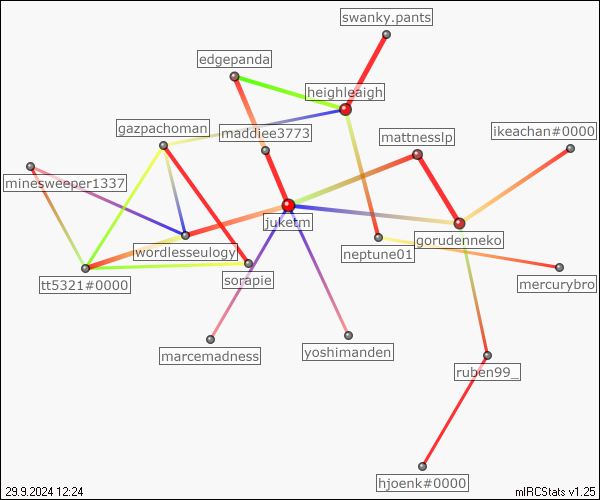 swanky.pants
edgepanda
heighleaigh
gazpachoman
maddiee3773
mattnesslp
ikeachan#0000
minesweeper1337
juketm
gorudenneko
wordlesseulogy
neptune01
tt5321#0000
sorapie
mercurybro
marcemadness
yoshimanden
ruben99_
hjoenk#0000
29.9.2024 12:24
mIRCStats v1.25